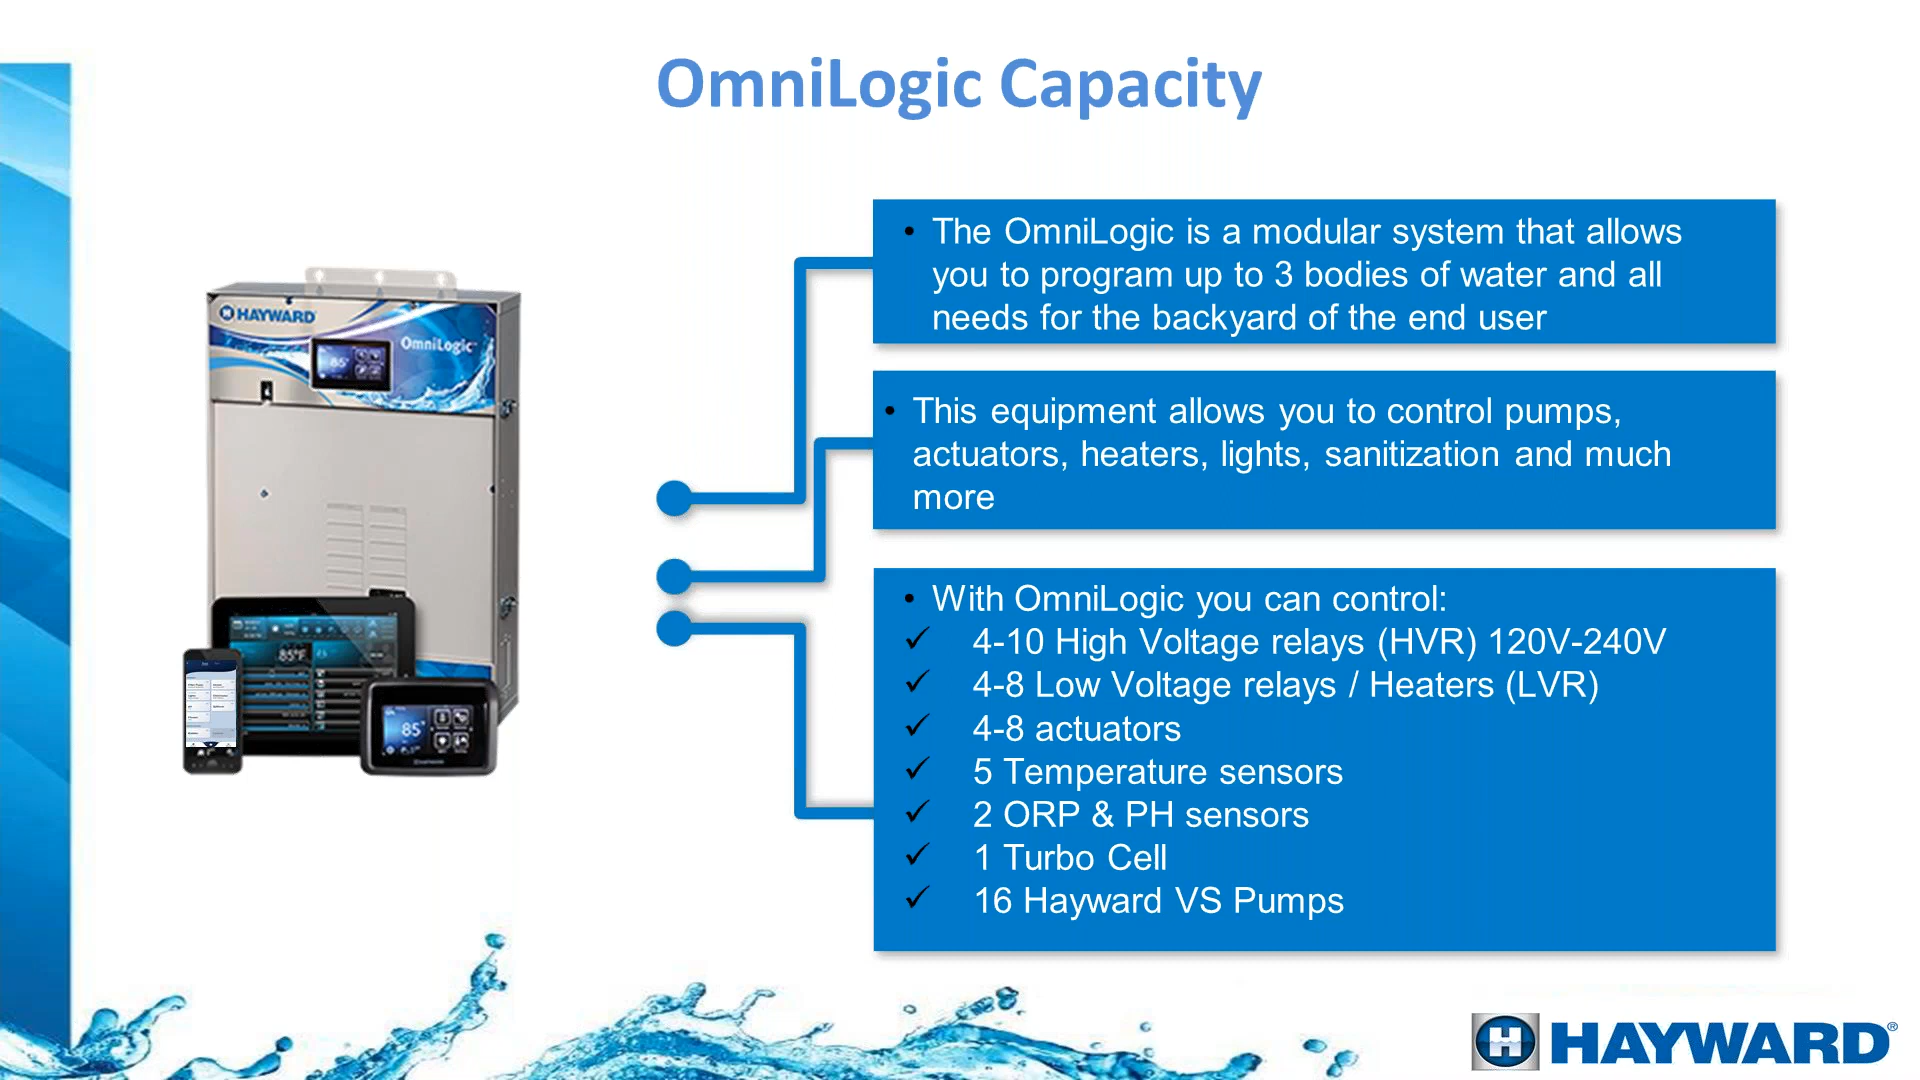 OmniLogic Capacity
• The OmniLogic is a modular system that allows
you to program up to 3 bodies of water and all
needs for the backyard of the end user
• This equipment allows you to control pumps,
actuators, heaters, lights, sanitization and much
more
• With OmniLogic you can control:
✓ 4-10 High Voltage relays (HVR) 120V-240V
✓ 4-8 Low Voltage relays / Heaters (LVR)
✓ 4-8 actuators
✓ 5 Temperature sensors
✓ 2 ORP & PH sensors
✓ 1 Turbo Cell
✓ 16 Hayward VS Pumps
HAYWARD
OmniLogic
85°
85°F
85°
HAYWARD®